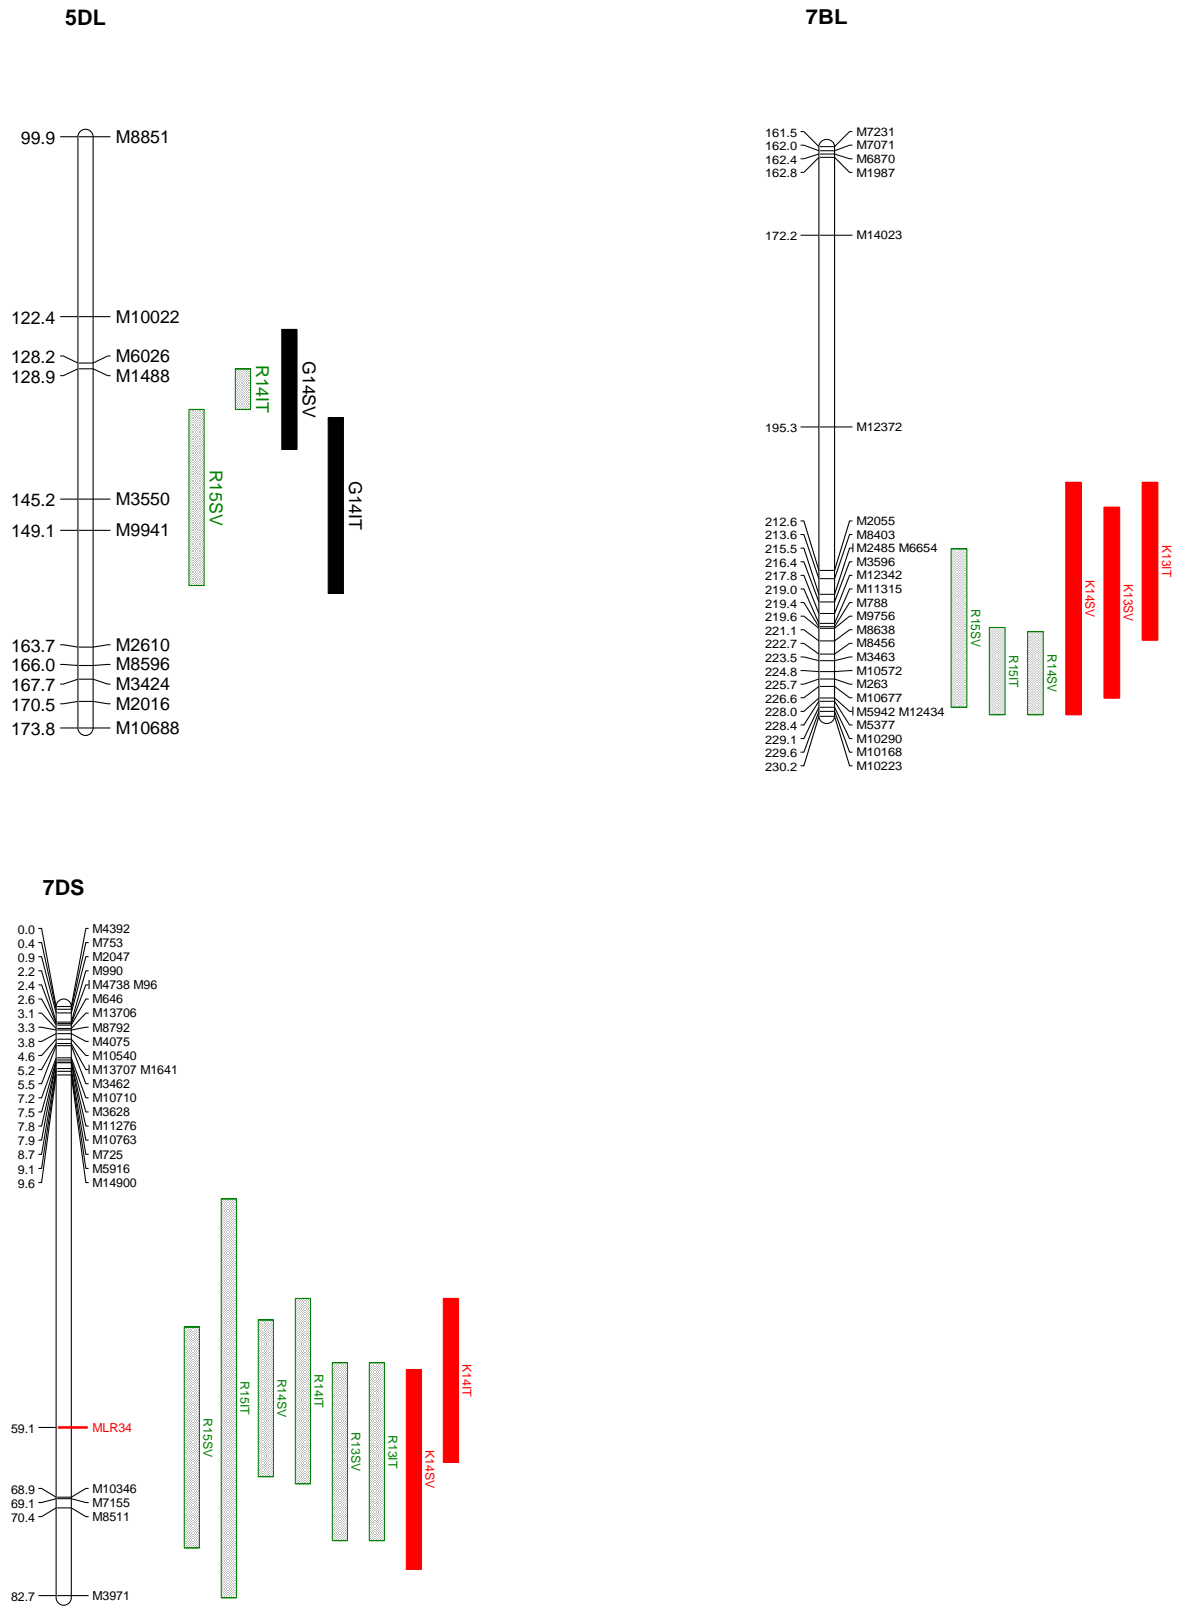 5DL
99.9 M8851
122.4 M10022
128.2 M6026
128.9 M1488
145.2 M3550
149.1 M9941
163.7 M2610
166.0 M8596
167.7 M3424
170.5 M2016
173.8 M10688
R15SV
R14IT
G14SV
G14IT
7BL
161.5 M7231
162.0 M7071
162.4 M6870
162.8 M1987
172.2 M14023
195.3 M12372
212.6 M2055
213.6 M8403
215.5 M2485 M6654
216.4 M3596
217.8 M12342
219.0 M11315
219.4 M788
219.6 M9756
221.1 M8638
222.7 M8456
223.5 M3463
224.8 M10572
225.7 M263
226.6 M10677
228.0 M5942 M12434
228.4 M5377
229.1 M10290
229.6 M10168
230.2 M10223
R15SV
R15IT
R14SV
K14SV
K13SV
K13IT
7DS
0.0 M4392
0.4 M753
0.9 M2047
2.2 M990
2.4 M4738 M96
2.6 M646
3.1 M13706
3.3 M8792
3.8 M4075
4.6 M10540
5.2 M13707 M1641
5.5 M3462
7.2 M10710
7.5 M3628
7.8 M11276
7.9 M10763
8.7 M725
9.1 M5916
9.6 M14900
59.1 MLR34
68.9 M10346
69.1 M7155
70.4 M8511
82.7 M3971
R15SV
R15IT
R14SV
R14IT
R13SV
R13IT
K14SV
K14IT